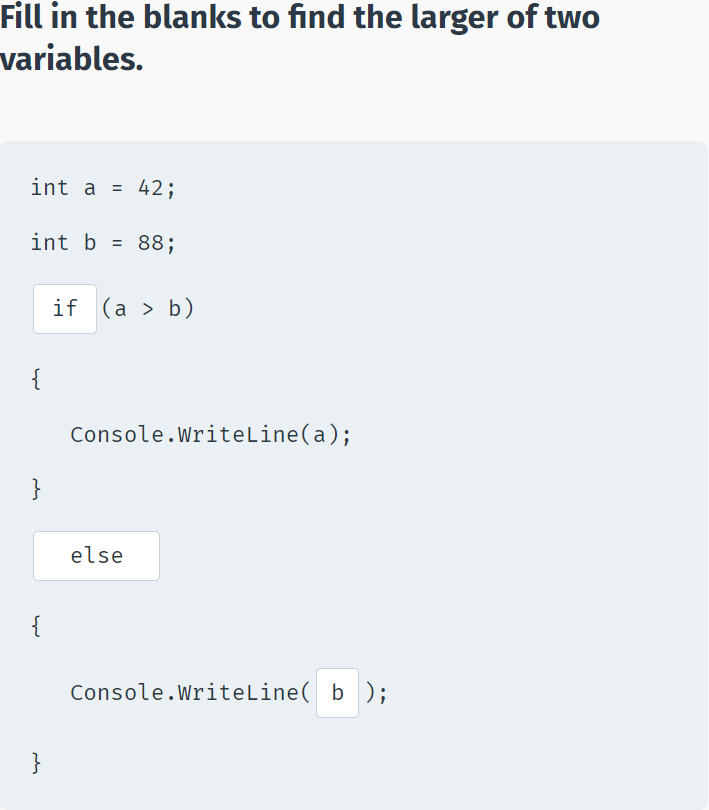 Fill in the blanks to find the larger of two
variables.
int a = 42;
int b = 88;
if (a > b)
{
Console.WriteLine(a);
}
else
{
Console.WriteLine( b );
}